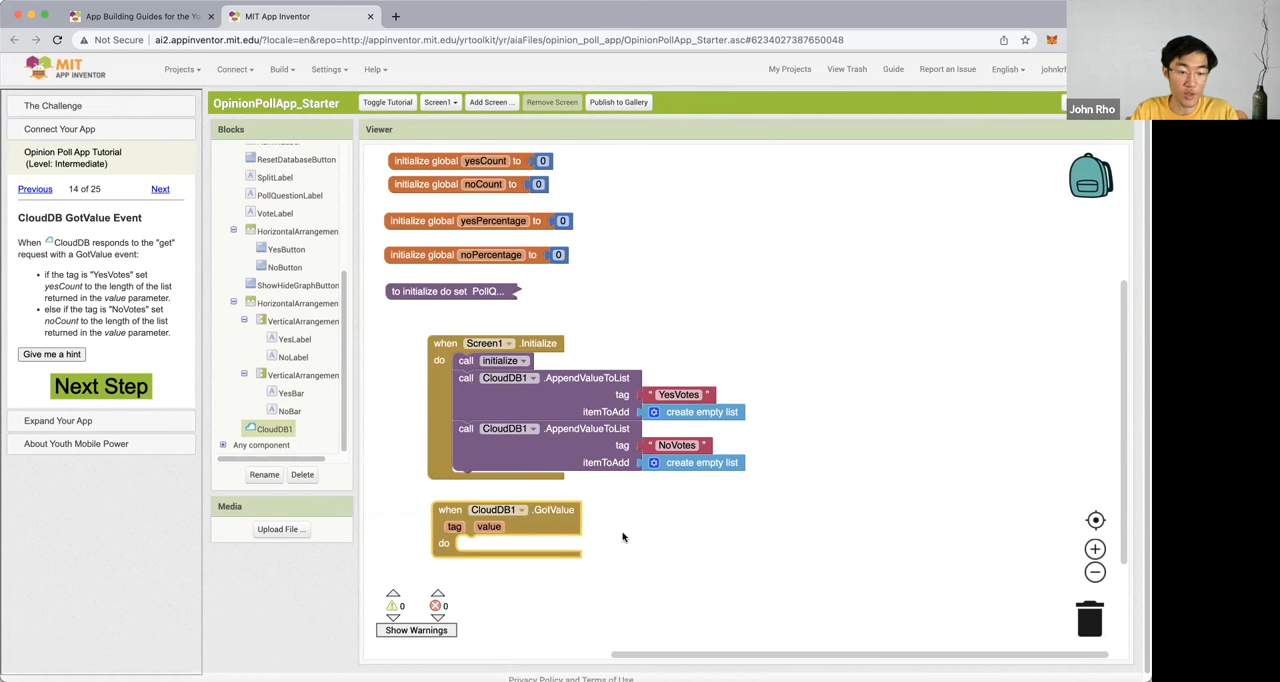 App Building Guides for the Yo
MIT App Inventor
Not Secure
ai2.appinventor.mit.edu/?locale=en&repo=http://appinventor.mit.edu/yrtoolkit/yr/aiaFiles/opinion_poll_app/OpinionPollApp_Starter.asc#6234027387650048
MIT
APP INVENTOR
Projects
Connect
Build
Settings
Help
My Projects
View Trash
Guide
Report an Issue
English
johnkrh
John Rho
OpinionPollApp_Starter
Toggle Tutorial
Screen1
Add Screen ...
Remove Screen
Publish to Gallery
The Challenge
Connect Your App
Opinion Poll App Tutorial
(Level: Intermediate)
Previous
14 of 25
Next
CloudDB GotValue Event
When CloudDB responds to the "get"
request with a GotValue event:
if the tag is "YesVotes" set
yesCount to the length of the list
returned in the value parameter.
else if the tag is "NoVotes" set
noCount to the length of the list
returned in the value parameter.
Give me a hint
Next Step
Expand Your App
About Youth Mobile Power
Blocks
ResetDatabaseButton
SplitLabel
PollQuestionLabel
VoteLabel
HorizontalArrangemen
YesButton
NoButton
ShowHideGraphButton
HorizontalArrangemen
VerticalArrangemen
YesLabel
NoLabel
VerticalArrangemen
YesBar
NoBar
CloudDB1
Any component
Rename
Delete
Media
Upload File ...
Viewer
initialize global yesCount to 0
initialize global noCount to 0
initialize global yesPercentage to 0
initialize global noPercentage to 0
to initialize do set PollQ...
when Screen1 .Initialize
do call initialize
call CloudDB1 .AppendValueToList
tag " YesVotes "
itemToAdd create empty list
call CloudDB1 .AppendValueToList
tag " NoVotes "
itemToAdd create empty list
when CloudDB1 .GotValue
tag value
do
0
0
Show Warnings
Privacy Policy and Terms of Use